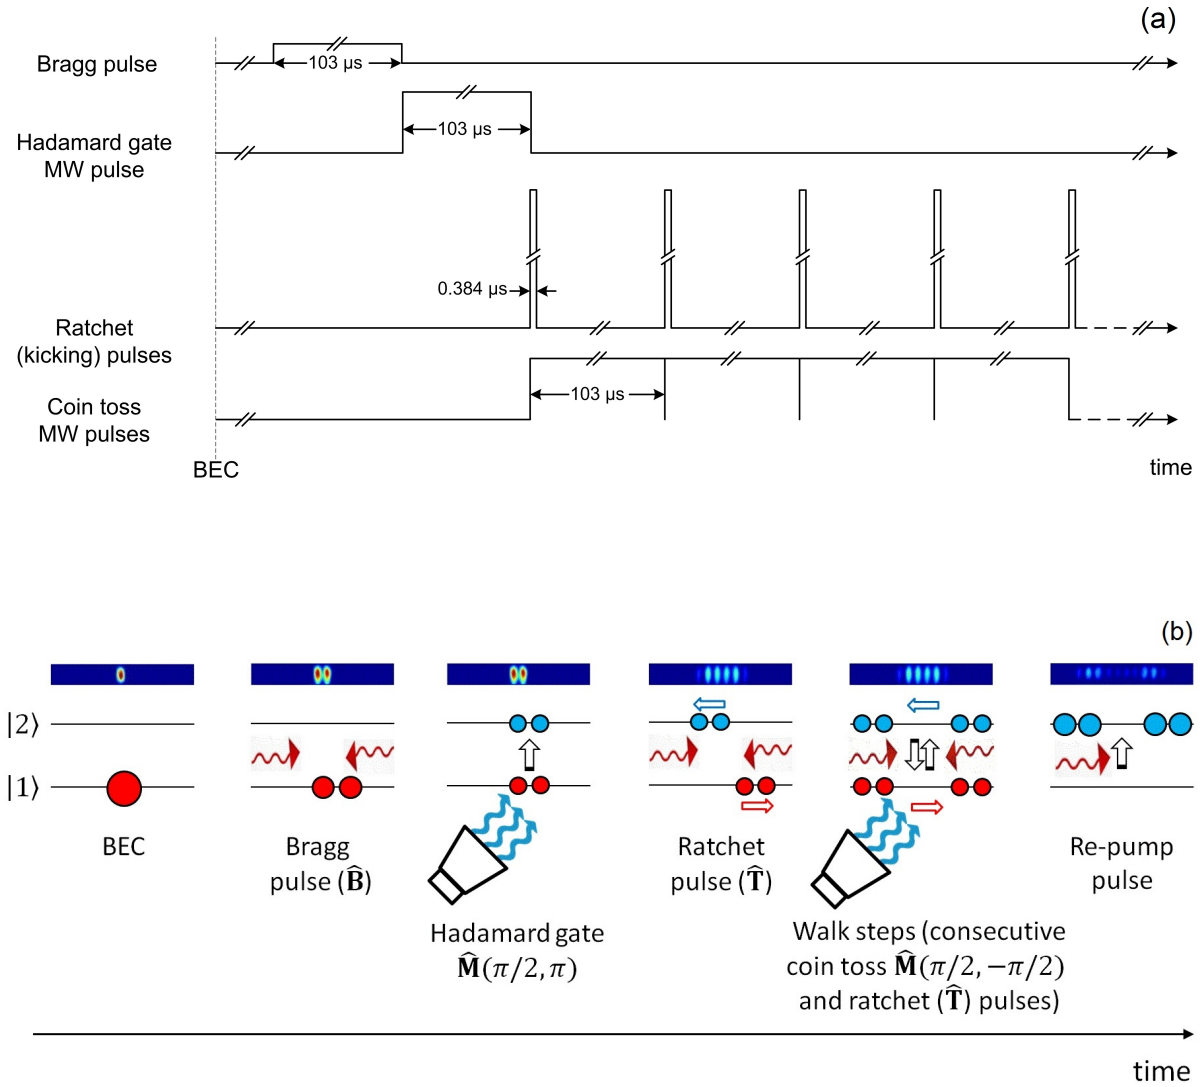 (a)
Bragg pulse
103 µs
Hadamard gate
MW pulse
103 µs
0.384 µs
Ratchet
(kicking) pulses
103 µs
Coin toss
MW pulses
BEC
time
(b)
|2⟩
|1⟩
BEC
Bragg
pulse (B̂)
Hadamard gate
M̂(π/2, π)
Ratchet
pulse (T̂)
Walk steps (consecutive
coin toss M̂(π/2, −π/2)
and ratchet (T̂) pulses)
Re-pump
pulse
time